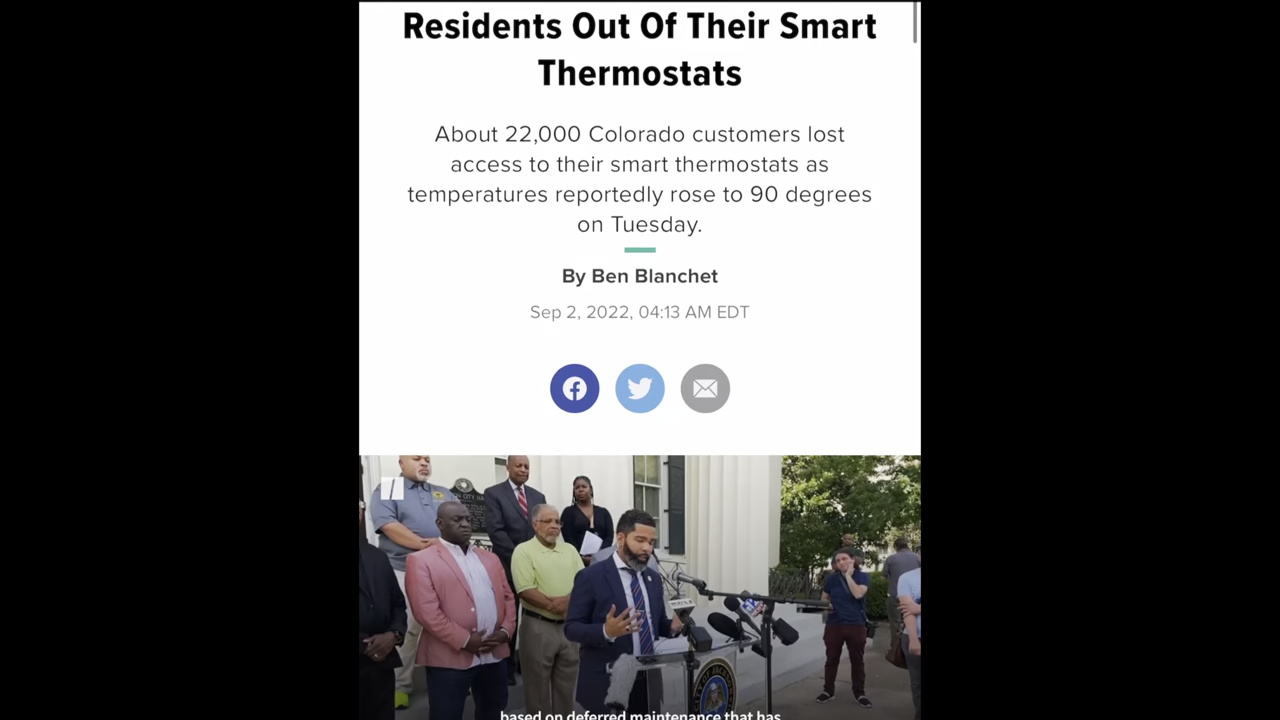 Residents Out Of Their Smart
Thermostats
About 22,000 Colorado customers lost
access to their smart thermostats as
temperatures reportedly rose to 90 degrees
on Tuesday.
By Ben Blanchet
Sep 2, 2022, 04:13 AM EDT
based on deferred maintenance that has